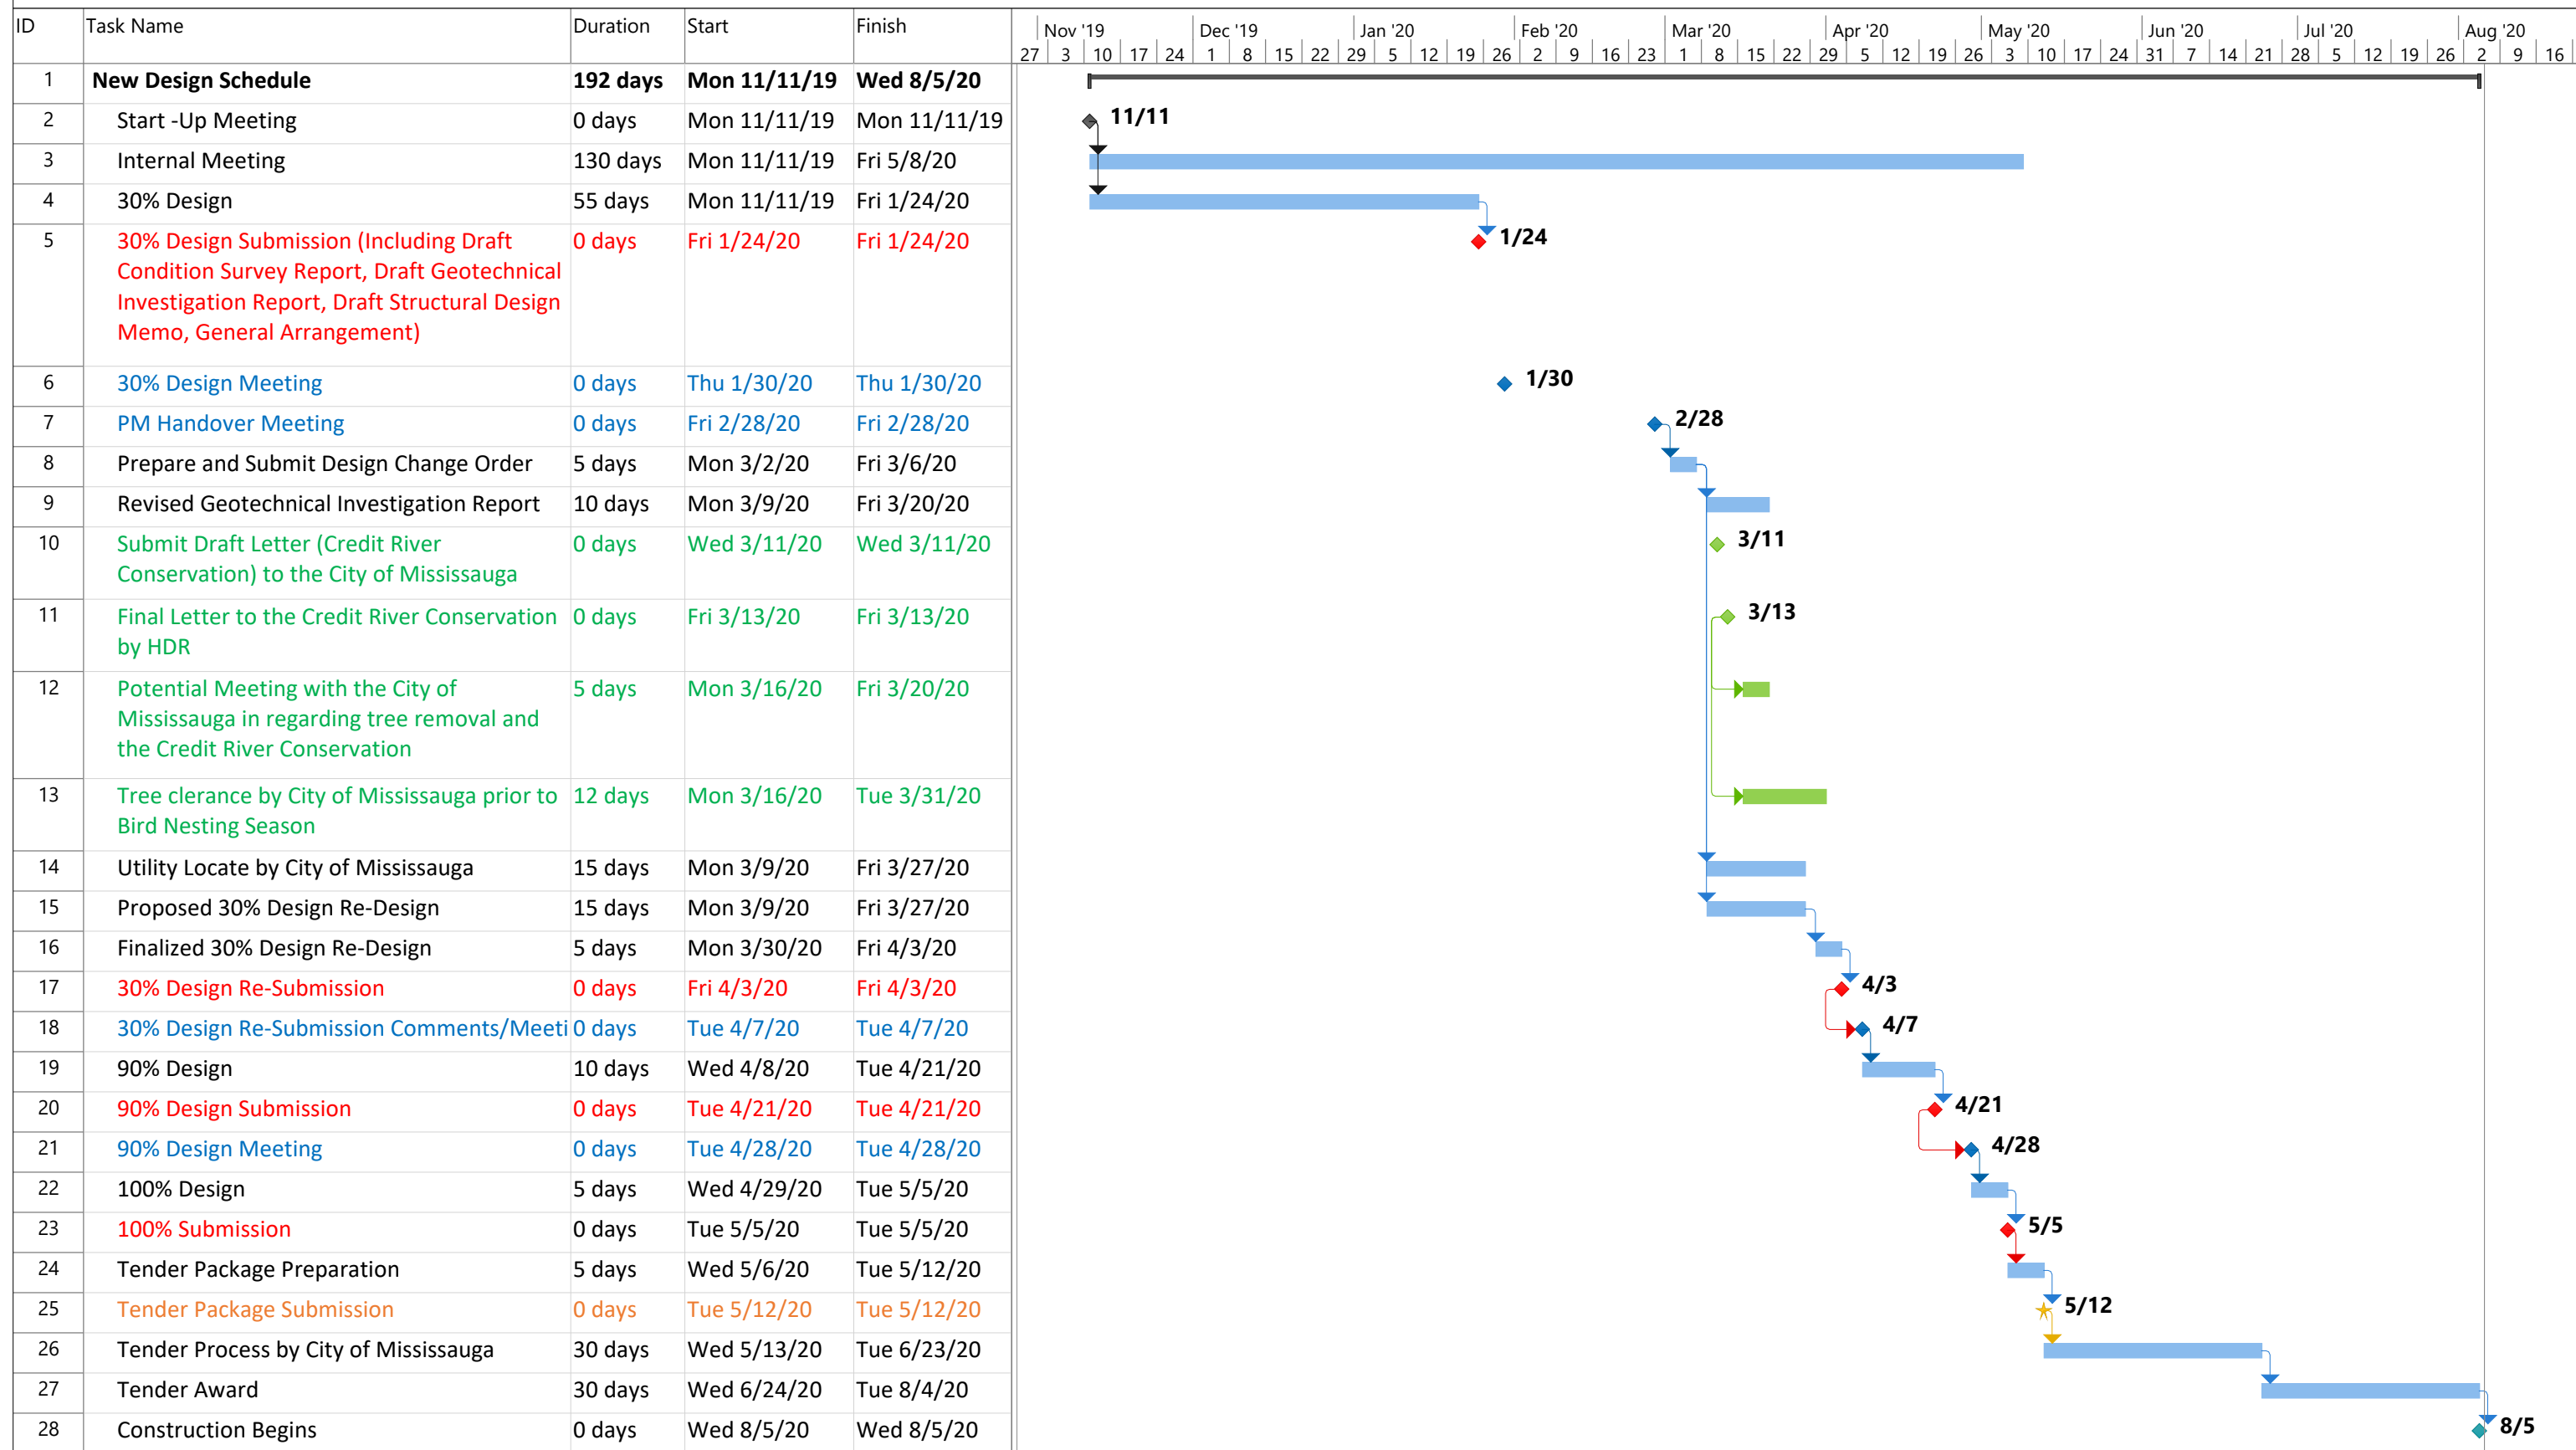 ID Task Name Duration Start Finish
Nov '19 Dec '19 Jan '20 Feb '20 Mar '20 Apr '20 May '20 Jun '20 Jul '20 Aug '20
27 3 10 17 24 1 8 15 22 29 5 12 19 26 2 9 16 23 1 8 15 22 29 5 12 19 26 3 10 17 24 31 7 14 21 28 5 12 19 26 2 9 16
1 New Design Schedule 192 days Mon 11/11/19 Wed 8/5/20
2 Start -Up Meeting 0 days Mon 11/11/19 Mon 11/11/19 11/11
3 Internal Meeting 130 days Mon 11/11/19 Fri 5/8/20
4 30% Design 55 days Mon 11/11/19 Fri 1/24/20
5 30% Design Submission (Including Draft 0 days Fri 1/24/20 Fri 1/24/20 1/24
Condition Survey Report, Draft Geotechnical
Investigation Report, Draft Structural Design
Memo, General Arrangement)
6 30% Design Meeting 0 days Thu 1/30/20 Thu 1/30/20 1/30
7 PM Handover Meeting 0 days Fri 2/28/20 Fri 2/28/20 2/28
8 Prepare and Submit Design Change Order 5 days Mon 3/2/20 Fri 3/6/20
9 Revised Geotechnical Investigation Report 10 days Mon 3/9/20 Fri 3/20/20
10 Submit Draft Letter (Credit River 0 days Wed 3/11/20 Wed 3/11/20 3/11
Conservation) to the City of Mississauga
11 Final Letter to the Credit River Conservation 0 days Fri 3/13/20 Fri 3/13/20 3/13
by HDR
12 Potential Meeting with the City of 5 days Mon 3/16/20 Fri 3/20/20
Mississauga in regarding tree removal and
the Credit River Conservation
13 Tree clerance by City of Mississauga prior to 12 days Mon 3/16/20 Tue 3/31/20
Bird Nesting Season
14 Utility Locate by City of Mississauga 15 days Mon 3/9/20 Fri 3/27/20
15 Proposed 30% Design Re-Design 15 days Mon 3/9/20 Fri 3/27/20
16 Finalized 30% Design Re-Design 5 days Mon 3/30/20 Fri 4/3/20
17 30% Design Re-Submission 0 days Fri 4/3/20 Fri 4/3/20 4/3
18 30% Design Re-Submission Comments/Meeti 0 days Tue 4/7/20 Tue 4/7/20 4/7
19 90% Design 10 days Wed 4/8/20 Tue 4/21/20
20 90% Design Submission 0 days Tue 4/21/20 Tue 4/21/20 4/21
21 90% Design Meeting 0 days Tue 4/28/20 Tue 4/28/20 4/28
22 100% Design 5 days Wed 4/29/20 Tue 5/5/20
23 100% Submission 0 days Tue 5/5/20 Tue 5/5/20 5/5
24 Tender Package Preparation 5 days Wed 5/6/20 Tue 5/12/20
25 Tender Package Submission 0 days Tue 5/12/20 Tue 5/12/20 5/12
26 Tender Process by City of Mississauga 30 days Wed 5/13/20 Tue 6/23/20
27 Tender Award 30 days Wed 6/24/20 Tue 8/4/20
28 Construction Begins 0 days Wed 8/5/20 Wed 8/5/20 8/5